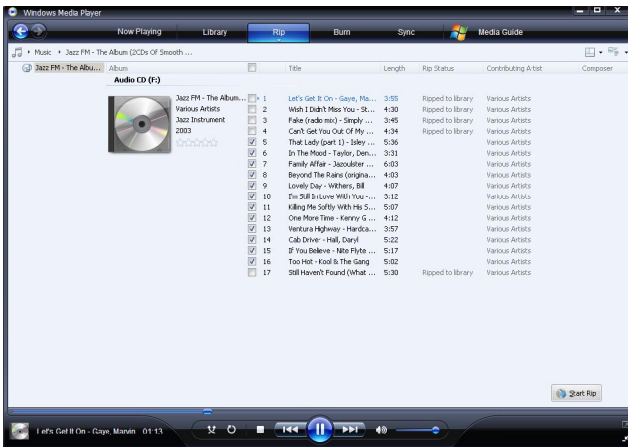 Windows Media Player
Now Playing Library Rip Burn Sync Media Guide
Music Jazz FM - The Album (2CDs Of Smooth ...
Jazz FM - The Albu... Album Title Length Rip Status Contributing Artist Composer
Audio CD (F:)
Jazz FM - The Album...
Various Artists
Jazz Instrument
2003
1 Let's Get It On - Gaye, Ma... 3:55 Ripped to library Various Artists
2 Wish I Didn't Miss You - St... 4:30 Ripped to library Various Artists
3 Fake (radio mix) - Simply ... 3:45 Ripped to library Various Artists
4 Can't Get You Out Of My ... 4:34 Ripped to library Various Artists
5 That Lady (part 1) - Isley ... 5:36 Various Artists
6 In The Mood - Taylor, Den... 3:31 Various Artists
7 Family Affair - Jazoulster ... 6:03 Various Artists
8 Beyond The Rains (origina... 4:03 Various Artists
9 Lovely Day - Withers, Bill 4:07 Various Artists
10 I'm Still In Love With You - ... 3:12 Various Artists
11 Killing Me Softly With His S... 5:07 Various Artists
12 One More Time - Kenny G ... 4:12 Various Artists
13 Ventura Highway - Hardca... 3:57 Various Artists
14 Cab Driver - Hall, Daryl 5:22 Various Artists
15 If You Believe - Nite Flyte ... 5:17 Various Artists
16 Too Hot - Kool & The Gang 5:02 Various Artists
17 Still Haven't Found (What ... 5:30 Ripped to library Various Artists
Start Rip
Let's Get It On - Gaye, Marvin 01:13